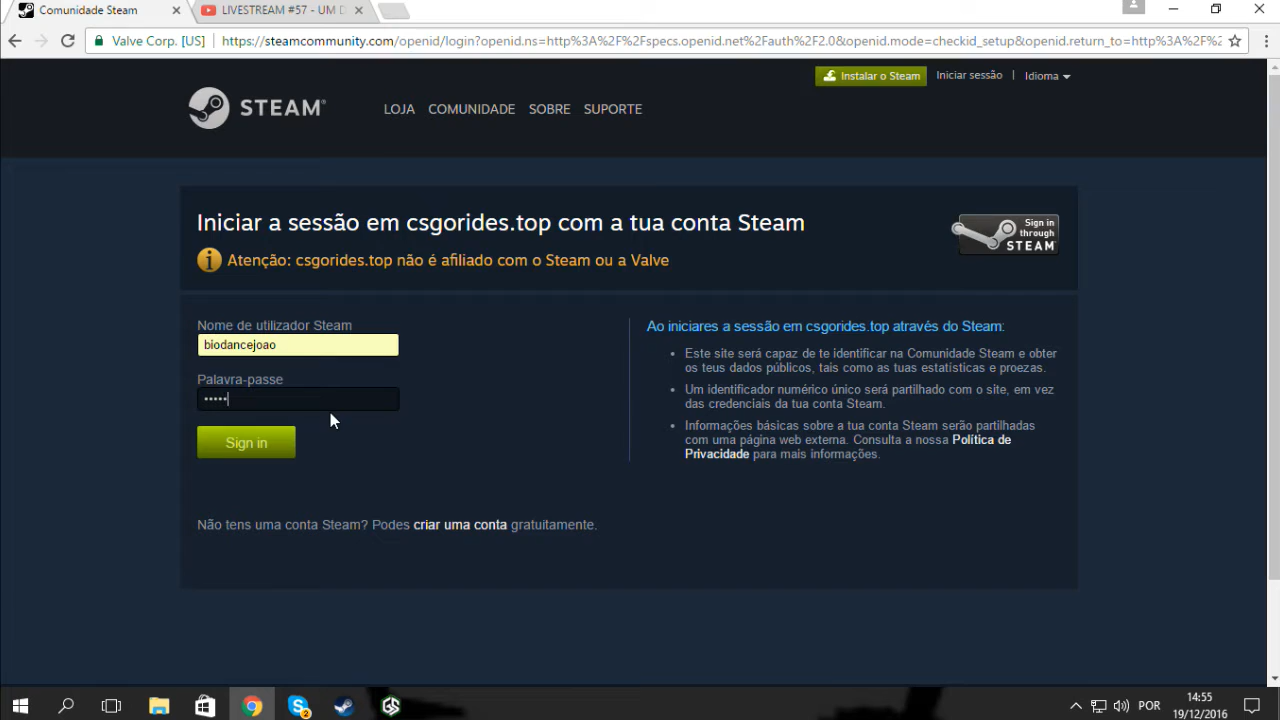 Comunidade Steam
LIVESTREAM #57 - UM D
Valve Corp. [US]
https://steamcommunity.com/openid/login?openid.ns=http%3A%2F%2Fspecs.openid.net%2Fauth%2F2.0&openid.mode=checkid_setup&openid.return_to=http%3A%2F%2
Instalar o Steam
Iniciar sessão | Idioma
STEAM®
LOJA COMUNIDADE SOBRE SUPORTE
Iniciar a sessão em csgorides.top com a tua conta Steam
Sign in
through
STEAM
Atenção: csgorides.top não é afiliado com o Steam ou a Valve
Nome de utilizador Steam
biodancejoao
Palavra-passe
•••••
Sign in
Ao iniciares a sessão em csgorides.top através do Steam:
• Este site será capaz de te identificar na Comunidade Steam e obter
os teus dados públicos, tais como as tuas estatísticas e proezas.
• Um identificador numérico único será partilhado com o site, em vez
das credenciais da tua conta Steam.
• Informações básicas sobre a tua conta Steam serão partilhadas
com uma página web externa. Consulta a nossa Política de
Privacidade para mais informações.
Não tens uma conta Steam? Podes criar uma conta gratuitamente.
2
POR
14:55
19/12/2016